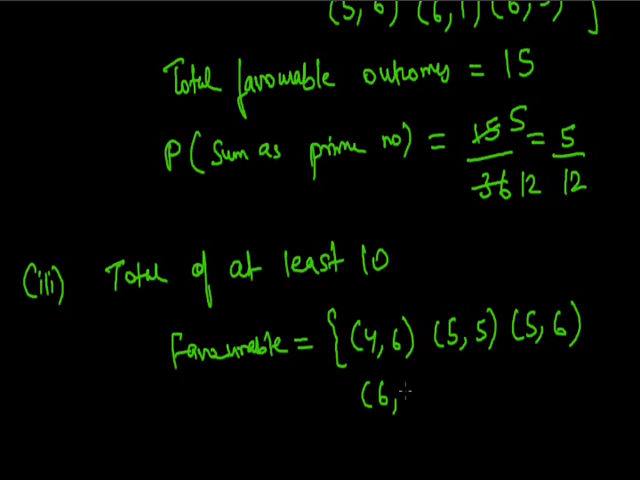 (5, 6) (6, 1) (6, 5) }
Total favourable outcomes = 15
P(Sum as prime no) = 15 5 / 36 12 = 5 / 12
(iii) Total of at least 10
Favourable = { (4, 6) (5, 5) (5, 6)
(6,